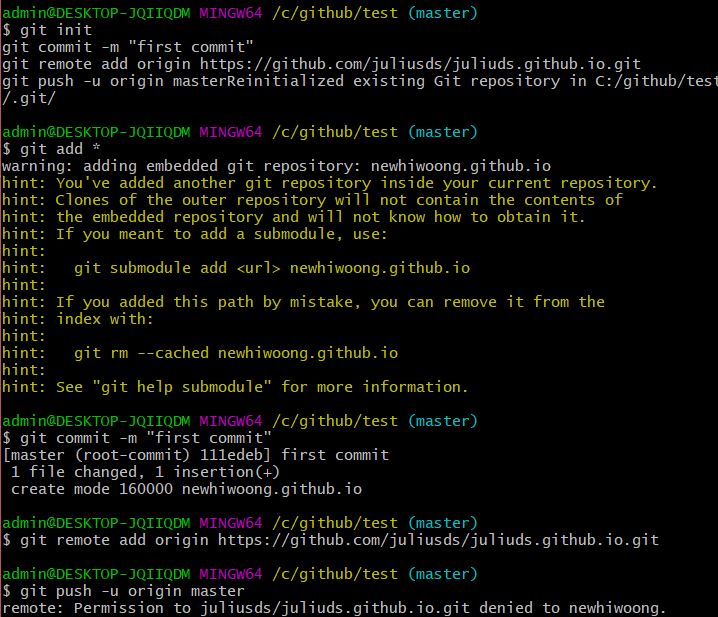 admin@DESKTOP-JQIIQDM MINGW64 /c/github/test (master)
$ git init
git commit -m "first commit"
git remote add origin https://github.com/juliusds/juliuds.github.io.git
git push -u origin masterReinitialized existing Git repository in C:/github/test
/.git/
admin@DESKTOP-JQIIQDM MINGW64 /c/github/test (master)
$ git add *
warning: adding embedded git repository: newhiwoong.github.io
hint: You've added another git repository inside your current repository.
hint: Clones of the outer repository will not contain the contents of
hint: the embedded repository and will not know how to obtain it.
hint: If you meant to add a submodule, use:
hint:
hint:   git submodule add <url> newhiwoong.github.io
hint:
hint: If you added this path by mistake, you can remove it from the
hint: index with:
hint:
hint:   git rm --cached newhiwoong.github.io
hint:
hint: See "git help submodule" for more information.
admin@DESKTOP-JQIIQDM MINGW64 /c/github/test (master)
$ git commit -m "first commit"
[master (root-commit) 111edeb] first commit
 1 file changed, 1 insertion(+)
 create mode 160000 newhiwoong.github.io
admin@DESKTOP-JQIIQDM MINGW64 /c/github/test (master)
$ git remote add origin https://github.com/juliusds/juliuds.github.io.git
admin@DESKTOP-JQIIQDM MINGW64 /c/github/test (master)
$ git push -u origin master
remote: Permission to juliusds/juliuds.github.io.git denied to newhiwoong.